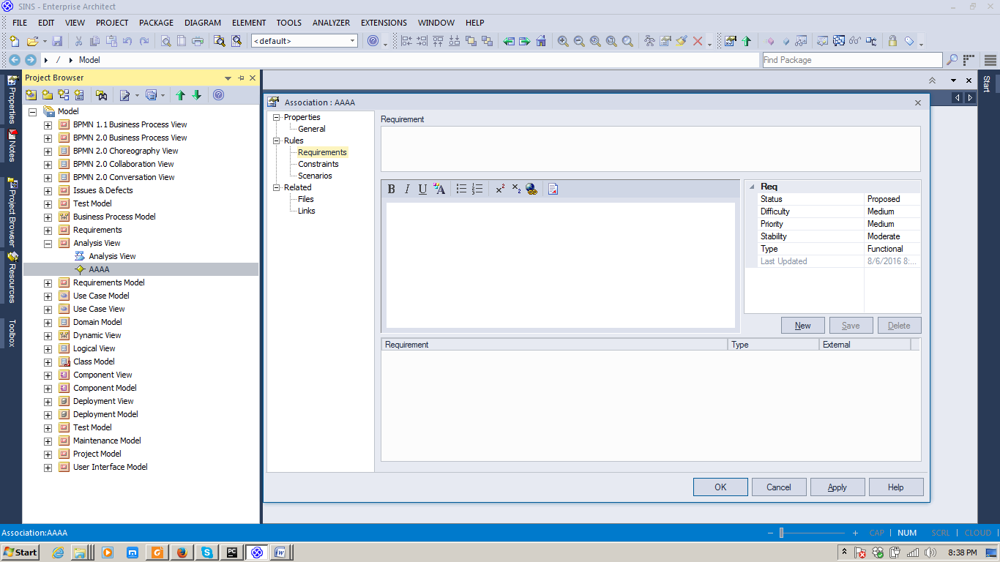 SINS - Enterprise Architect
FILE EDIT VIEW PROJECT PACKAGE DIAGRAM ELEMENT TOOLS ANALYZER EXTENSIONS WINDOW HELP
<default>
/ Model
Find Package
Project Browser
Properties
Notes
Project Browser
Resources
Toolbox
Start
Model
BPMN 1.1 Business Process View
BPMN 2.0 Business Process View
BPMN 2.0 Choreography View
BPMN 2.0 Collaboration View
BPMN 2.0 Conversation View
Issues & Defects
Test Model
Business Process Model
Requirements
Analysis View
Analysis View
AAAA
Requirements Model
Use Case Model
Use Case View
Domain Model
Dynamic View
Logical View
Class Model
Component View
Component Model
Deployment View
Deployment Model
Test Model
Maintenance Model
Project Model
User Interface Model
Association : AAAA
Properties
General
Rules
Requirements
Constraints
Scenarios
Related
Files
Links
Requirement
B I U A x² x₂
Req
Status Proposed
Difficulty Medium
Priority Medium
Stability Moderate
Type Functional
Last Updated 8/6/2016 8:...
New Save Delete
Requirement Type External
OK Cancel Apply Help
Association:AAAA
CAP NUM SCRL CLOUD
Start
8:38 PM